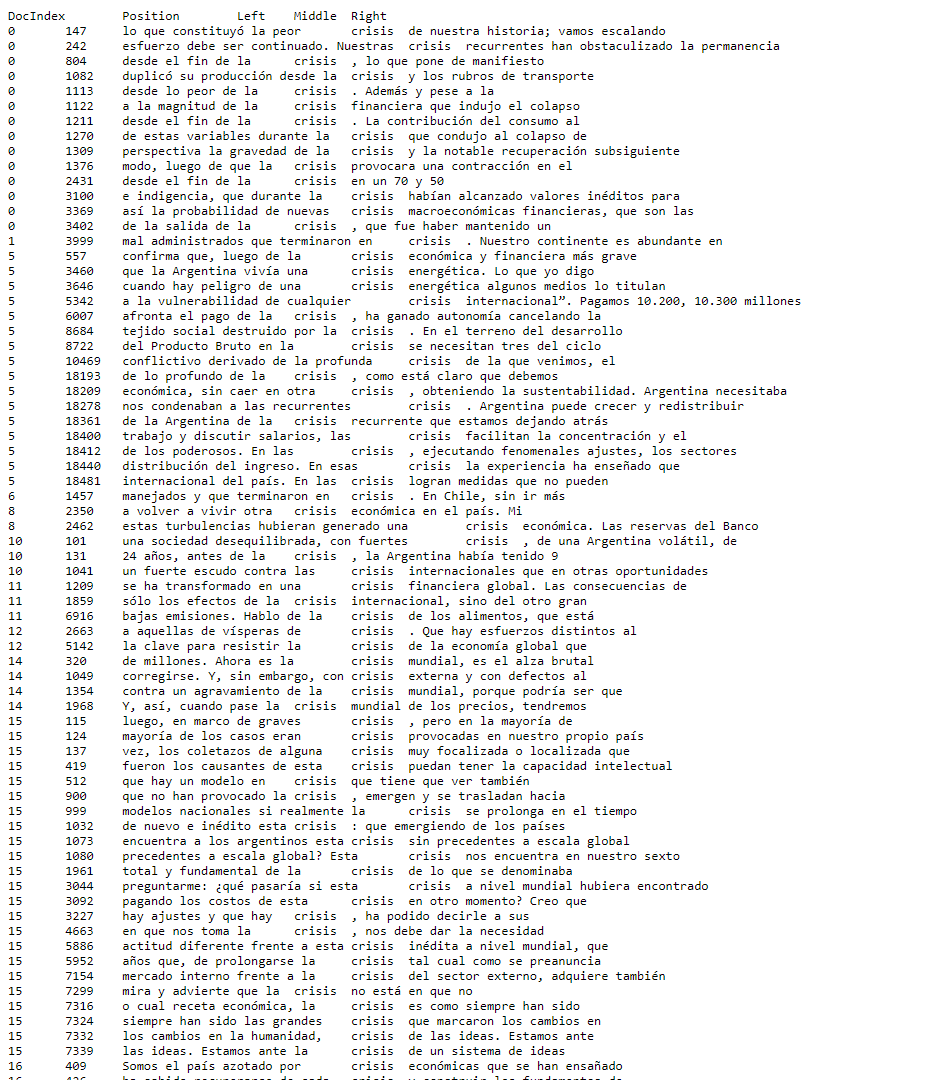 DocIndex	Position	Left	Middle	Right
0	147	lo que constituyó la peor	crisis	de nuestra historia; vamos escalando
0	242	esfuerzo debe ser continuado. Nuestras	crisis	recurrentes han obstaculizado la permanencia
0	804	desde el fin de la	crisis	, lo que pone de manifiesto
0	1082	duplicó su producción desde la	crisis	y los rubros de transporte
0	1113	desde lo peor de la	crisis	. Además y pese a la
0	1122	a la magnitud de la	crisis	financiera que indujo el colapso
0	1211	desde el fin de la	crisis	. La contribución del consumo al
0	1270	de estas variables durante la	crisis	que condujo al colapso de
0	1309	perspectiva la gravedad de la	crisis	y la notable recuperación subsiguiente
0	1376	modo, luego de que la	crisis	provocara una contracción en el
0	2431	desde el fin de la	crisis	en un 70 y 50
0	3100	e indigencia, que durante la	crisis	habían alcanzado valores inéditos para
0	3369	así la probabilidad de nuevas	crisis	macroeconómicas financieras, que son las
0	3402	de la salida de la	crisis	, que fue haber mantenido un
1	3999	mal administrados que terminaron en	crisis	. Nuestro continente es abundante en
5	557	confirma que, luego de la	crisis	económica y financiera más grave
5	3460	que la Argentina vivía una	crisis	energética. Lo que yo digo
5	3646	cuando hay peligro de una	crisis	energética algunos medios lo titulan
5	5342	a la vulnerabilidad de cualquier	crisis	internacional”. Pagamos 10.200, 10.300 millones
5	6007	afronta el pago de la	crisis	, ha ganado autonomía cancelando la
5	8684	tejido social destruido por la	crisis	. En el terreno del desarrollo
5	8722	del Producto Bruto en la	crisis	se necesitan tres del ciclo
5	10469	conflictivo derivado de la profunda	crisis	de la que venimos, el
5	18193	de lo profundo de la	crisis	, como está claro que debemos
5	18209	económica, sin caer en otra	crisis	, obteniendo la sustentabilidad. Argentina necesitaba
5	18278	nos condenaban a las recurrentes	crisis	. Argentina puede crecer y redistribuir
5	18361	de la Argentina de la	crisis	recurrente que estamos dejando atrás
5	18400	trabajo y discutir salarios, las	crisis	facilitan la concentración y el
5	18412	de los poderosos. En las	crisis	, ejecutando fenomenales ajustes, los sectores
5	18440	distribución del ingreso. En esas	crisis	la experiencia ha enseñado que
5	18481	internacional del país. En las	crisis	logran medidas que no pueden
6	1457	manejados y que terminaron en	crisis	. En Chile, sin ir más
8	2350	a volver a vivir otra	crisis	económica en el país. Mi
8	2462	estas turbulencias hubieran generado una	crisis	económica. Las reservas del Banco
10	101	una sociedad desequilibrada, con fuertes	crisis	, de una Argentina volátil, de
10	131	24 años, antes de la	crisis	, la Argentina había tenido 9
10	1041	un fuerte escudo contra las	crisis	internacionales que en otras oportunidades
11	1209	se ha transformado en una	crisis	financiera global. Las consecuencias de
11	1859	sólo los efectos de la	crisis	internacional, sino del otro gran
11	6916	bajas emisiones. Hablo de la	crisis	de los alimentos, que está
12	2663	a aquellas de vísperas de	crisis	. Que hay esfuerzos distintos al
12	5142	la clave para resistir la	crisis	de la economía global que
14	320	de millones. Ahora es la	crisis	mundial, es el alza brutal
14	1049	corregirse. Y, sin embargo, con	crisis	externa y con defectos al
14	1354	contra un agravamiento de la	crisis	mundial, porque podría ser que
14	1968	Y, así, cuando pase la	crisis	mundial de los precios, tendremos
15	115	luego, en marco de graves	crisis	, pero en la mayoría de
15	124	mayoría de los casos eran	crisis	provocadas en nuestro propio país
15	137	vez, los coletazos de alguna	crisis	muy focalizada o localizada que
15	419	fueron los causantes de esta	crisis	puedan tener la capacidad intelectual
15	512	que hay un modelo en	crisis	que tiene que ver también
15	900	que no han provocado la	crisis	, emergen y se trasladan hacia
15	999	modelos nacionales si realmente la	crisis	se prolonga en el tiempo
15	1032	de nuevo e inédito esta	crisis	: que emergiendo de los países
15	1073	encuentra a los argentinos esta	crisis	sin precedentes a escala global
15	1080	precedentes a escala global? Esta	crisis	nos encuentra en nuestro sexto
15	1961	total y fundamental de la	crisis	de lo que se denominaba
15	3044	preguntarme: ¿qué pasaría si esta	crisis	a nivel mundial hubiera encontrado
15	3092	pagando los costos de esta	crisis	en otro momento? Creo que
15	3227	hay ajustes y que hay	crisis	, ha podido decirle a sus
15	4663	en que nos toma la	crisis	, nos debe dar la necesidad
15	5886	actitud diferente frente a esta	crisis	inédita a nivel mundial, que
15	5952	años que, de prolongarse la	crisis	tal cual como se preanuncia
15	7154	mercado interno frente a la	crisis	del sector externo, adquiere también
15	7299	mira y advierte que la	crisis	no está en que no
15	7316	o cual receta económica, la	crisis	es como siempre han sido
15	7324	siempre han sido las grandes	crisis	que marcaron los cambios en
15	7332	los cambios en la humanidad,	crisis	de las ideas. Estamos ante
15	7339	las ideas. Estamos ante la	crisis	de un sistema de ideas
16	409	Somos el país azotado por	crisis	económicas que se han ensañado